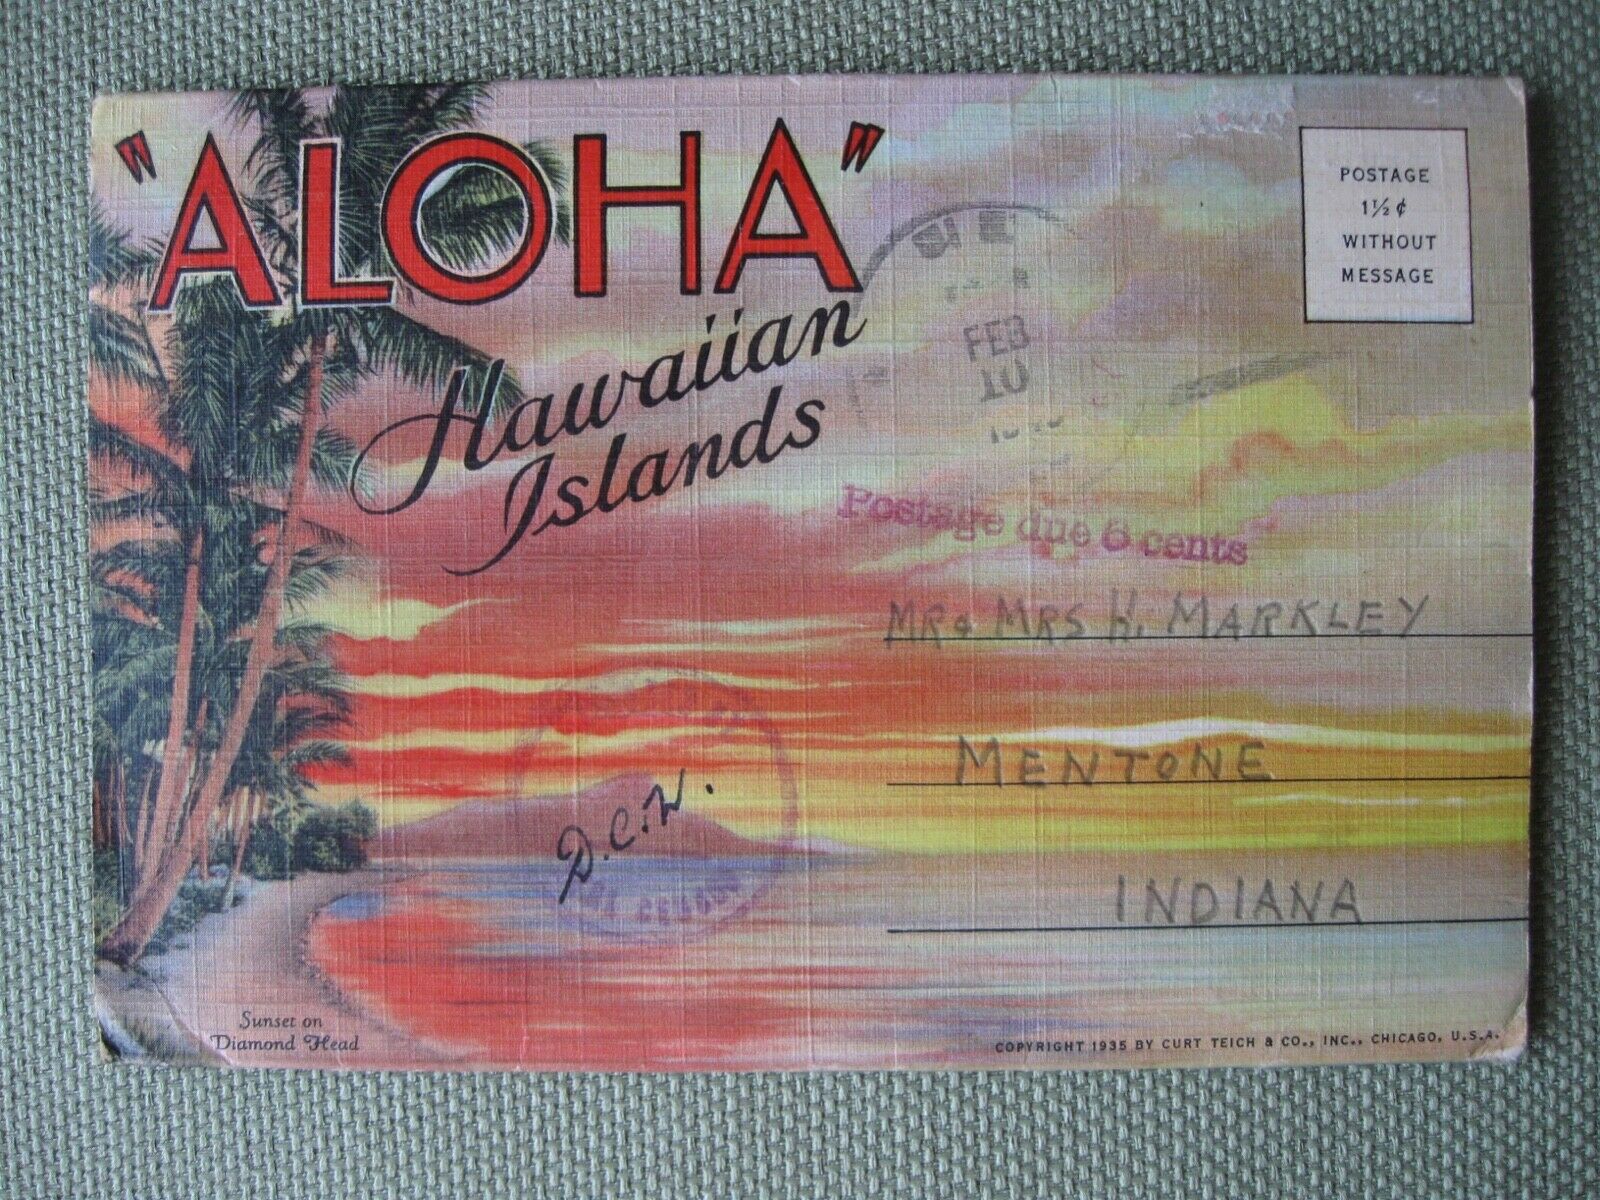 "ALOHA"
Hawaiian
Islands
POSTAGE
1½ ¢
WITHOUT
MESSAGE
FEB
10
Postage due 6 cents
MR & MRS H. MARKLEY
MENTONE
INDIANA
D.C.W.
Sunset on
Diamond Head
COPYRIGHT 1935 BY CURT TEICH & CO., INC., CHICAGO, U.S.A.